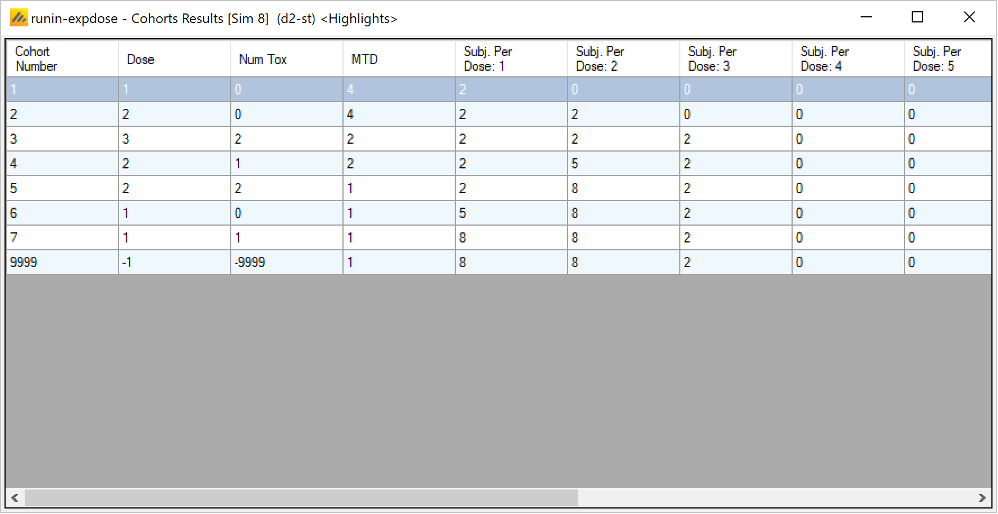 runin-expdose - Cohorts Results [Sim 8]  (d2-st) <Highlights>
Cohort Number Dose Num Tox MTD Subj. Per Dose: 1 Subj. Per Dose: 2 Subj. Per Dose: 3 Subj. Per Dose: 4 Subj. Per Dose: 5
1 1 0 4 2 0 0 0 0
2 2 0 4 2 2 0 0 0
3 3 2 2 2 2 2 0 0
4 2 1 2 2 5 2 0 0
5 2 2 1 2 8 2 0 0
6 1 0 1 5 8 2 0 0
7 1 1 1 8 8 2 0 0
9999 -1 -9999 1 8 8 2 0 0